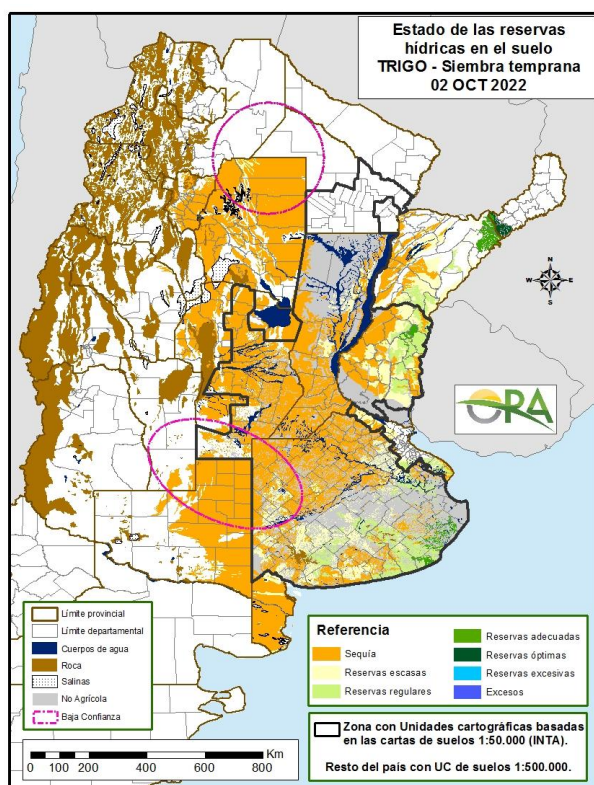 Estado de las reservas
hídricas en el suelo
TRIGO - Siembra temprana
02 OCT 2022
N
W E
S
ORA
Límite provincial
Límite departamental
Cuerpos de agua
Roca
Salinas
No Agrícola
Baja Confianza
Referencia
Sequía
Reservas escasas
Reservas regulares
Reservas adecuadas
Reservas óptimas
Reservas excesivas
Excesos
Zona con Unidades cartográficas basadas
en las cartas de suelos 1:50.000 (INTA).
Resto del país con UC de suelos 1:500.000.
Km
0 100 200 400 600 800